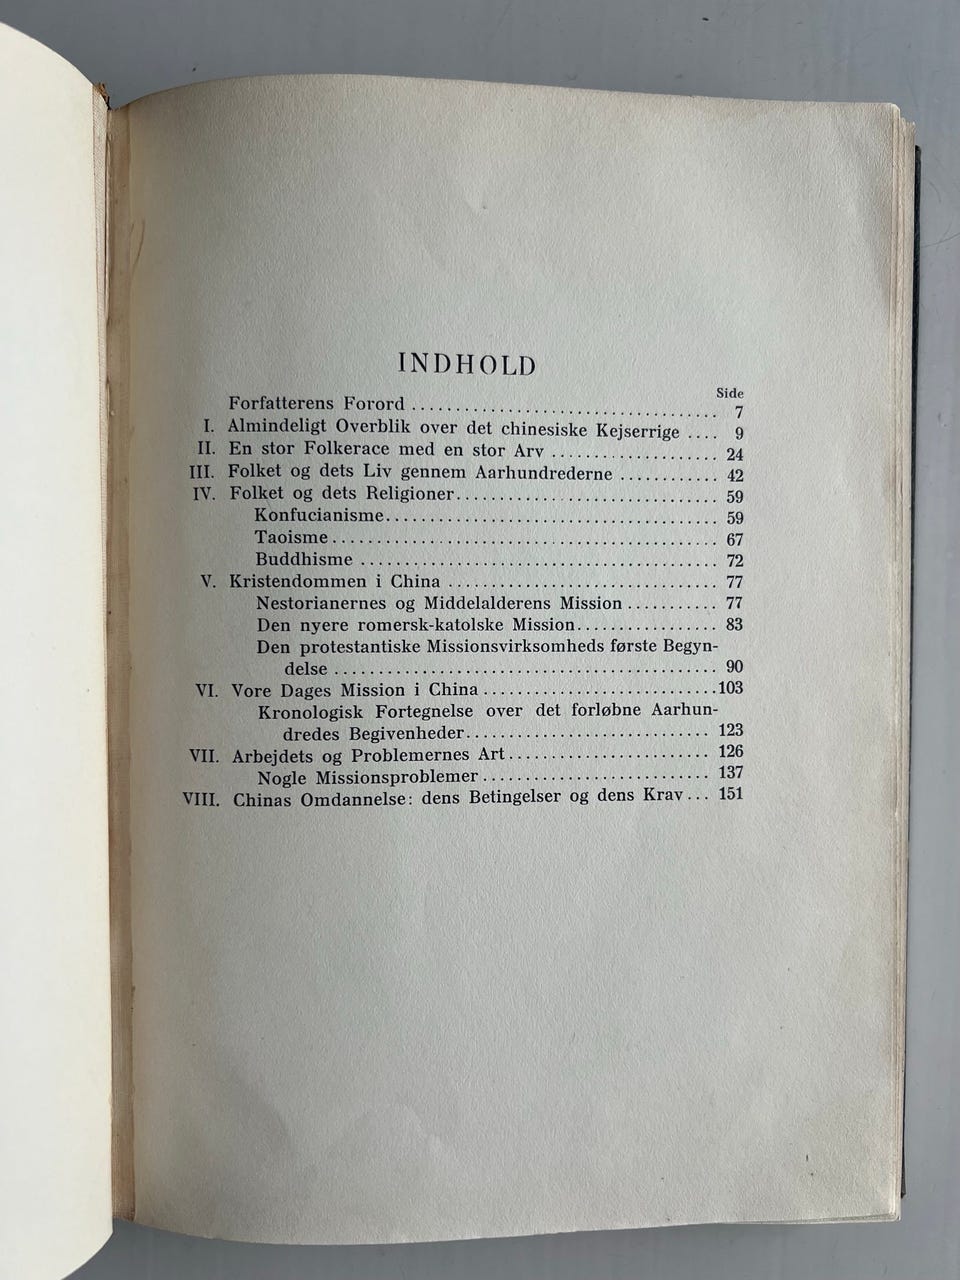 INDHOLD
Side
Forfatterens Forord ................................... 7
I. Almindeligt Overblik over det chinesiske Kejserrige .... 9
II. En stor Folkerace med en stor Arv ................... 24
III. Folket og dets Liv gennem Aarhundrederne ........... 42
IV. Folket og dets Religioner.............................. 59
Konfucianisme...................................... 59
Taoisme............................................ 67
Buddhisme ........................................ 72
V. Kristendommen i China ............................... 77
Nestorianernes og Middelalderens Mission........... 77
Den nyere romersk-katolske Mission................ 83
Den protestantiske Missionsvirksomheds første Begyn-
delse ............................................ 90
VI. Vore Dages Mission i China...........................103
Kronologisk Fortegnelse over det forløbne Aarhun-
dredes Begivenheder............................ 123
VII. Arbejdets og Problemernes Art....................... 126
Nogle Missionsproblemer.......................... 137
VIII. Chinas Omdannelse: dens Betingelser og dens Krav... 151